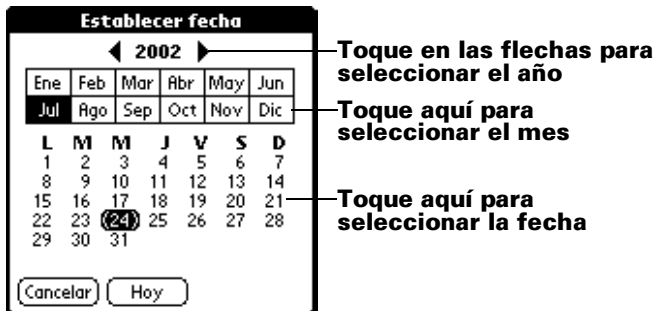 Establecer fecha
2002
Toque en las flechas para
seleccionar el año
Ene Feb Mar Abr May Jun
Jul Ago Sep Oct Nov Dic
Toque aquí para
seleccionar el mes
L M M J V S D
1 2 3 4 5 6 7
8 9 10 11 12 13 14
15 16 17 18 19 20 21
22 23 (24) 25 26 27 28
29 30 31
Toque aquí para
seleccionar la fecha
Cancelar Hoy